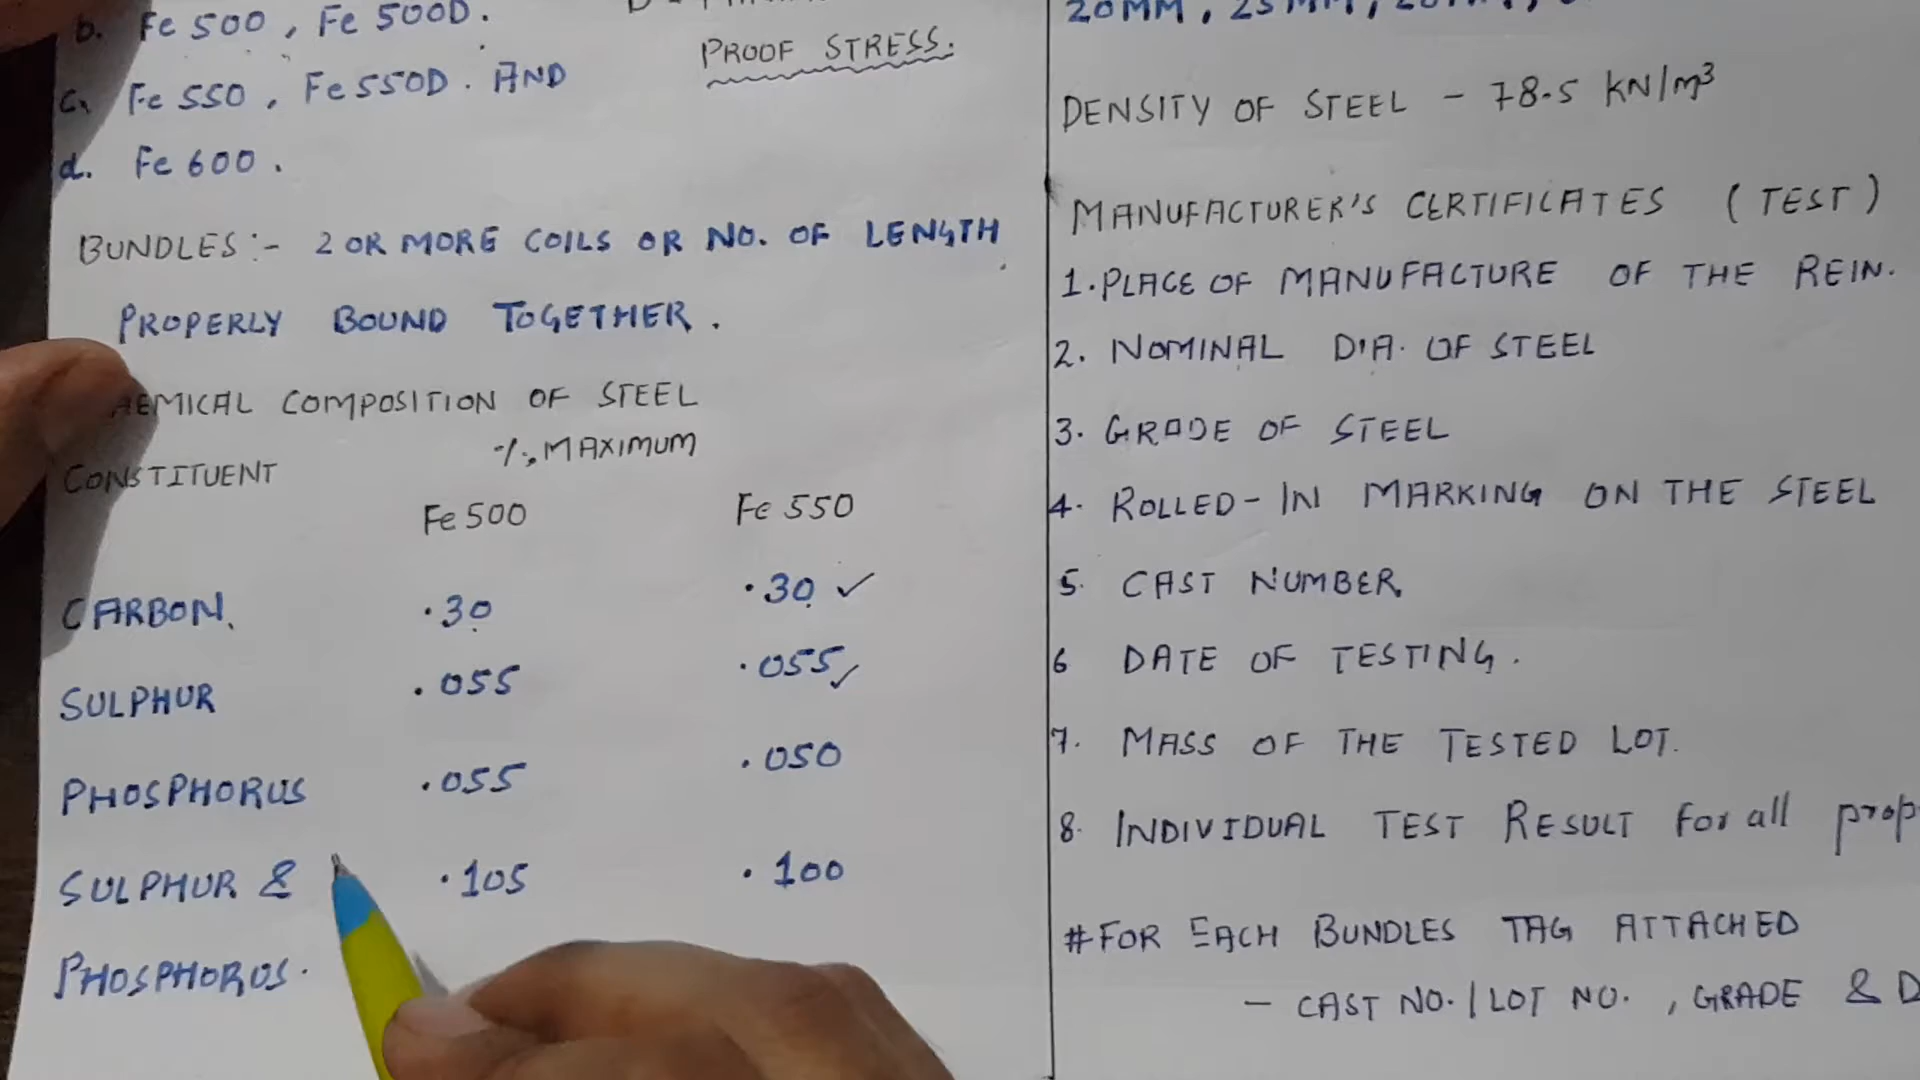 b. Fe 500, Fe 500D.
PROOF STRESS.
c. Fe 550, Fe 550D. AND
d. Fe 600.
BUNDLES:- 2 OR MORE COILS OR NO. OF LENGTH
PROPERLY BOUND TOGETHER.
HEMICAL COMPOSITION OF STEEL
%, MAXIMUM
CONSTITUENT
Fe 500 Fe 550
CARBON. .30 .30 ✓
SULPHUR .055 .055 ✓
PHOSPHORUS .055 .050
SULPHUR & .105 .100
PHOSPHORUS.
20MM, 25MM,
DENSITY OF STEEL - 78.5 KN/m³
MANUFACTURER'S CERTIFICATES (TEST)
1. PLACE OF MANUFACTURE OF THE REIN.
2. NOMINAL DIA. OF STEEL
3. GRADE OF STEEL
4. ROLLED-IN MARKING ON THE STEEL
5. CAST NUMBER.
6 DATE OF TESTING.
7. MASS OF THE TESTED LOT.
8. INDIVIDUAL TEST RESULT for all prop
# FOR EACH BUNDLES TAG ATTACHED
- CAST NO. / LOT NO., GRADE & D